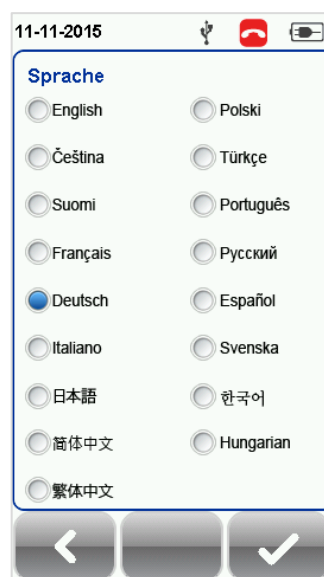 11-11-2015
Sprache
English
Polski
Čeština
Türkçe
Suomi
Português
Français
Русский
Deutsch
Español
Italiano
Svenska
日本語
한국어
简体中文
Hungarian
繁体中文